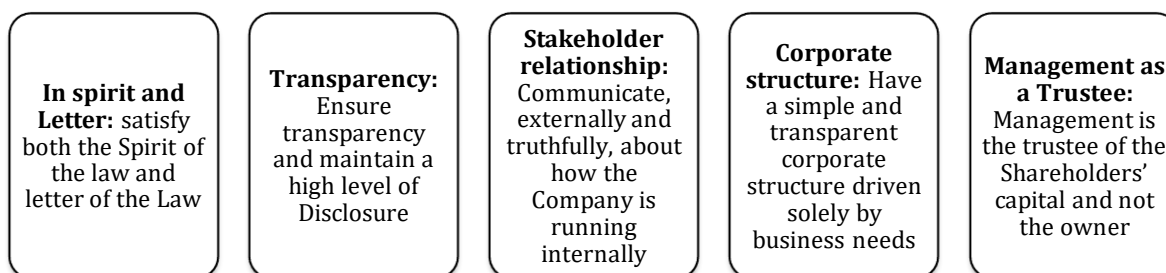 In spirit and
Letter: satisfy
both the Spirit of
the law and
letter of the Law
Transparency:
Ensure
transparency
and maintain a
high level of
Disclosure
Stakeholder
relationship:
Communicate,
externally and
truthfully, about
how the
Company is
running
internally
Corporate
structure: Have
a simple and
transparent
corporate
structure driven
solely by
business needs
Management as
a Trustee:
Management is
the trustee of the
Shareholders’
capital and not
the owner